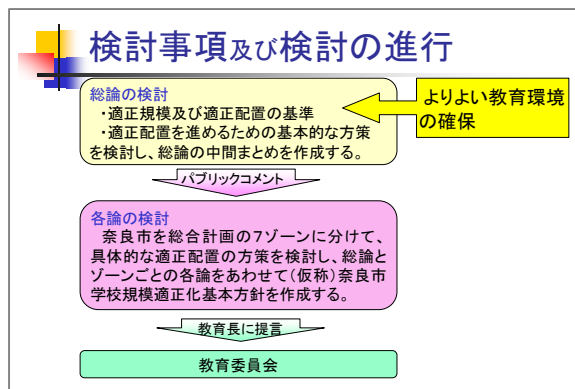 検討事項及び検討の進行
総論の検討
・適正規模及び適正配置の基準
・適正配置を進めるための基本的な方策
を検討し、総論の中間まとめを作成する。
よりよい教育環境
の確保
パブリックコメント
各論の検討
奈良市を総合計画の7ゾーンに分けて、
具体的な適正配置の方策を検討し、総論と
ゾーンごとの各論をあわせて(仮称)奈良市
学校規模適正化基本方針を作成する。
教育長に提言
教育委員会